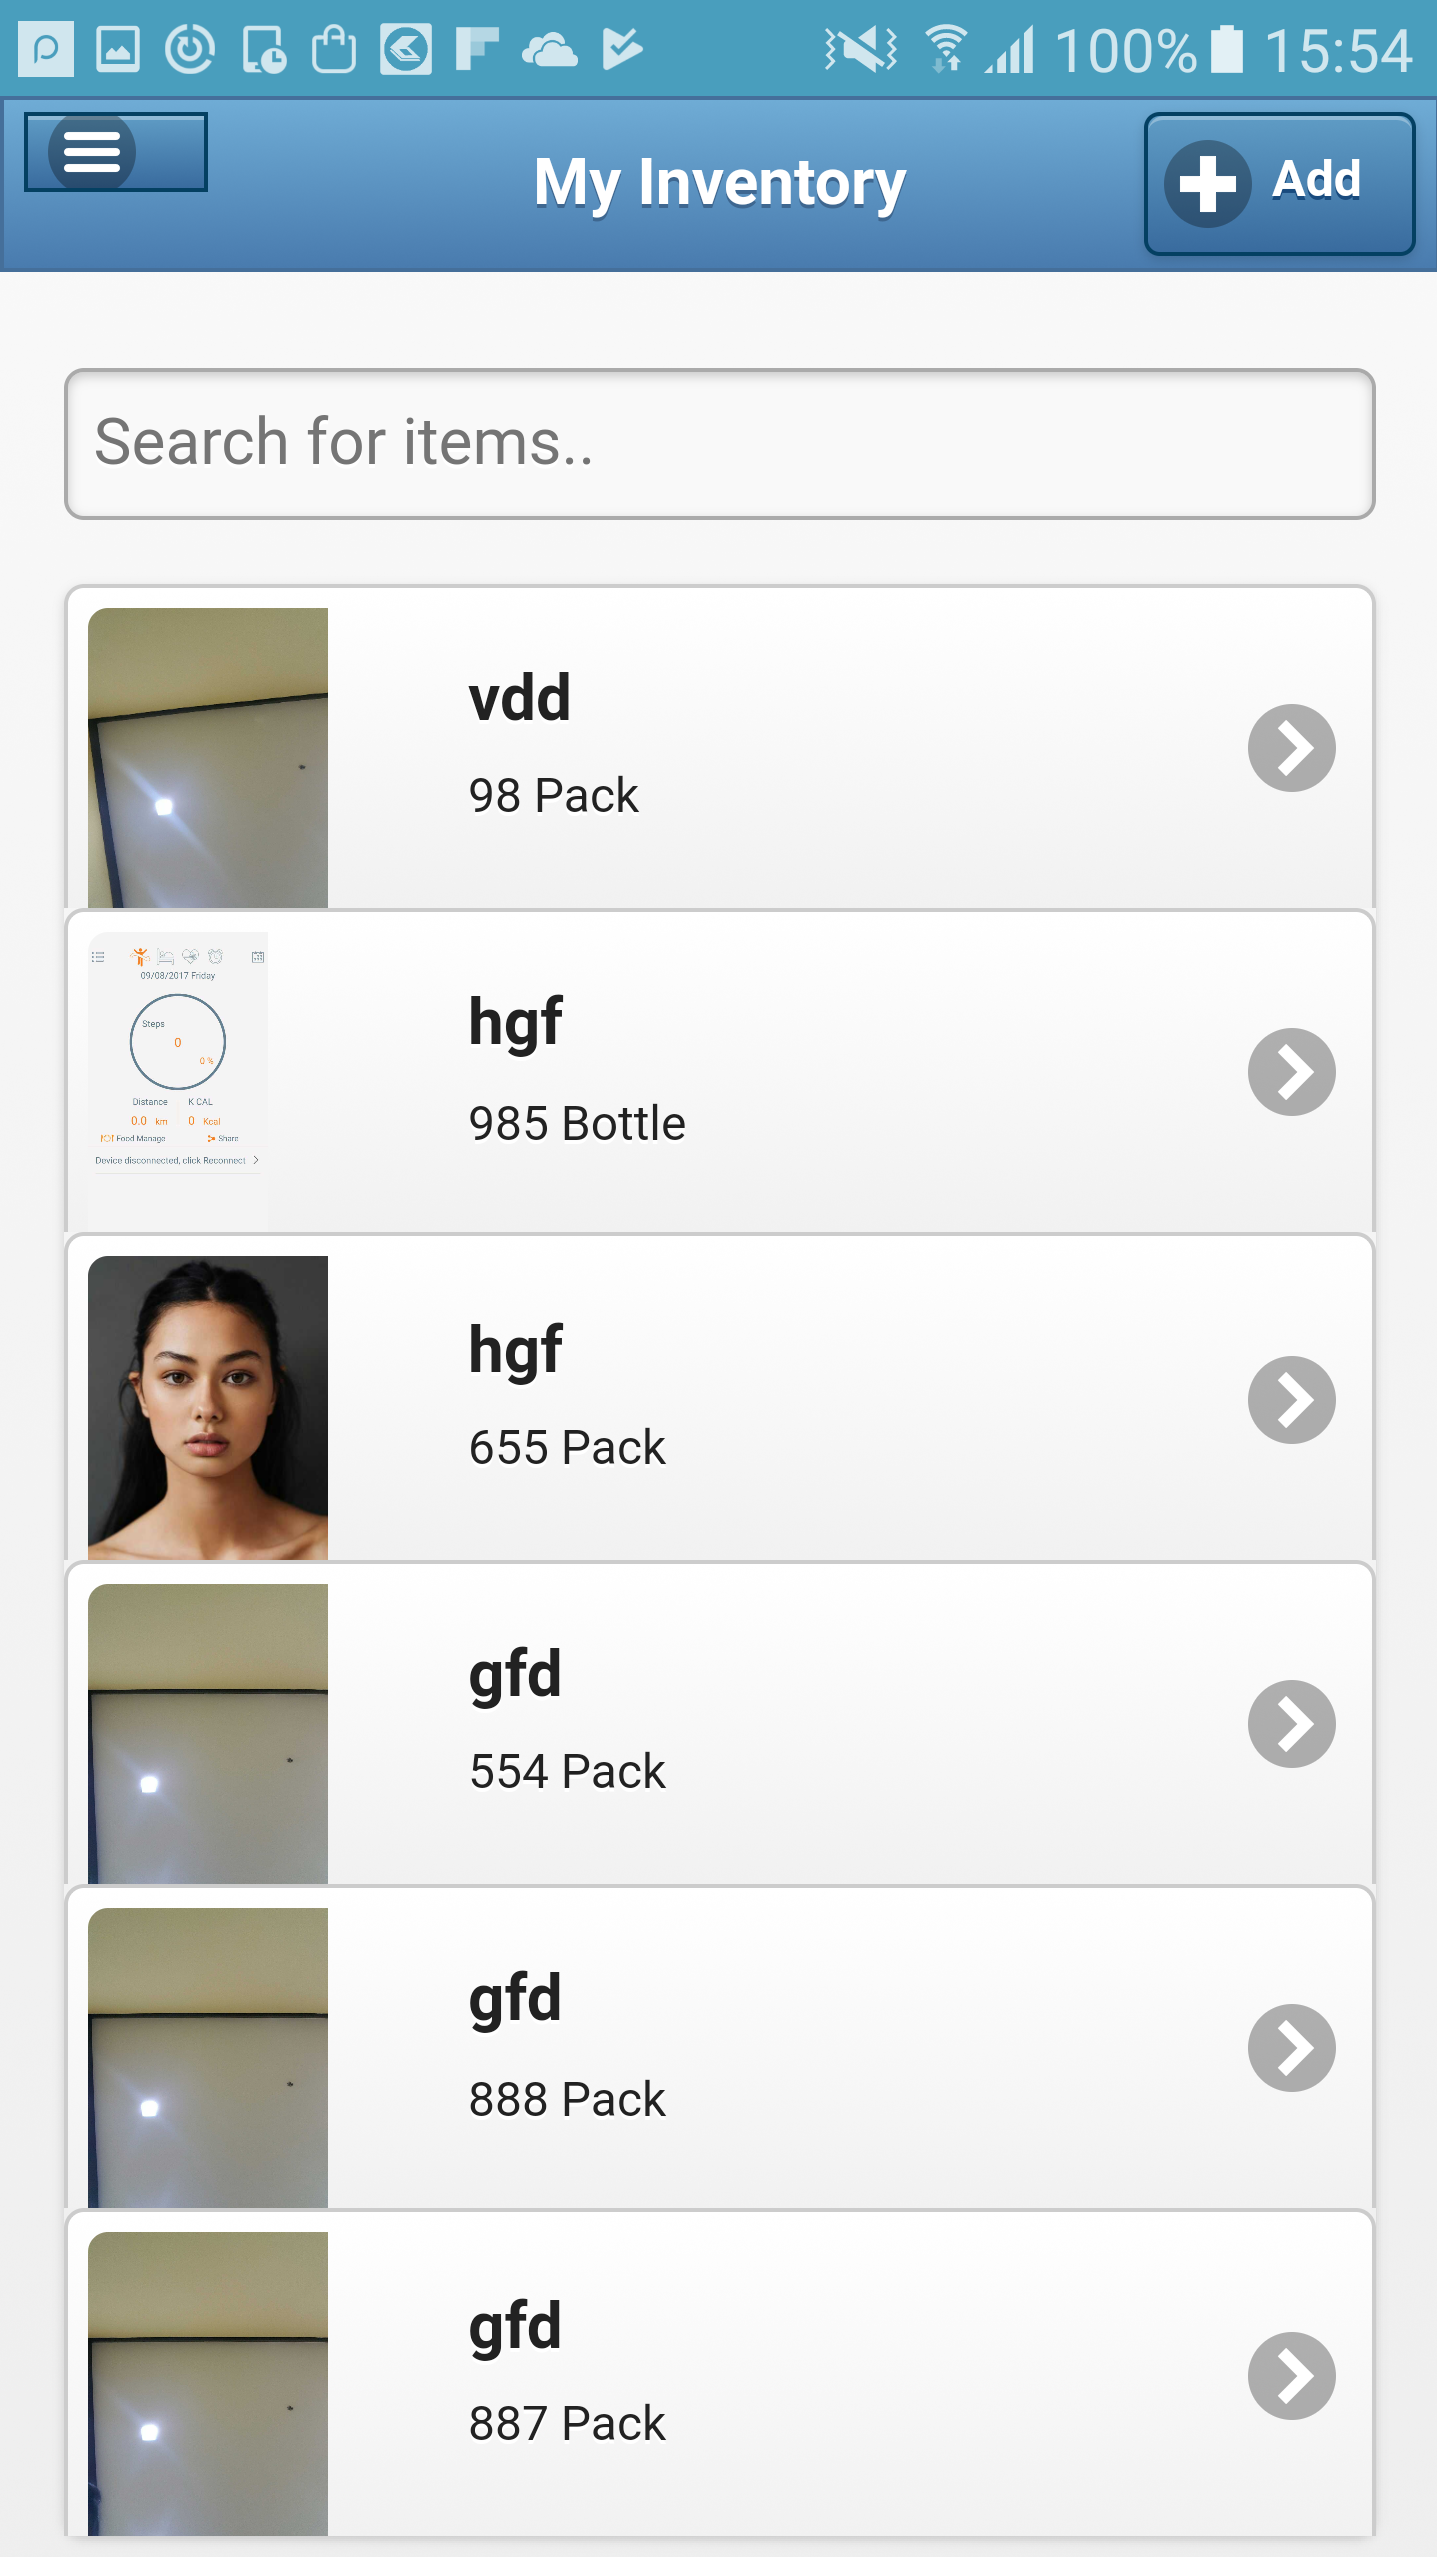 100% 15:54
My Inventory
Add
Search for items..
vdd
98 Pack
09/08/2017 Friday
Steps
0
0 %
Distance K CAL
0.0 km 0 Kcal
Food Manage Share
Device disconnected, click Reconnect
hgf
985 Bottle
hgf
655 Pack
gfd
554 Pack
gfd
888 Pack
gfd
887 Pack